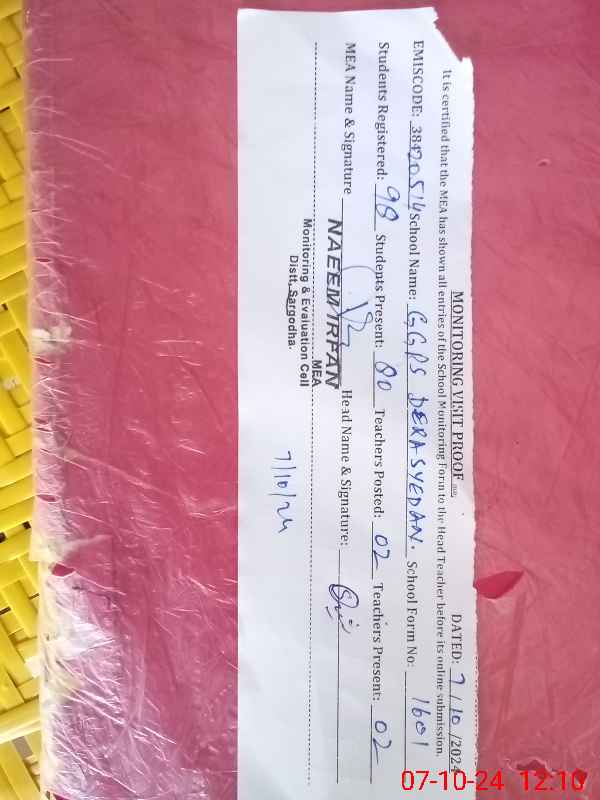 MONITORING VISIT PROOF DATED: 7/10/2024
It is certified that the MEA has shown all entries of the School Monitoring Form to the Head Teacher before its online submission.
EMISCODE: 38420514 School Name: GGPS DERA SYEDAN. School Form No: 1601
Students Registered: 98 Students Present: 80 Teachers Posted: 02 Teachers Present: 02
MEA Name & Signature Head Name & Signature:
NAEEM IRFAN
MEA
Monitoring & Evaluation Cell
Distt, Sargodha.
7/10/24
07-10-24 12:10